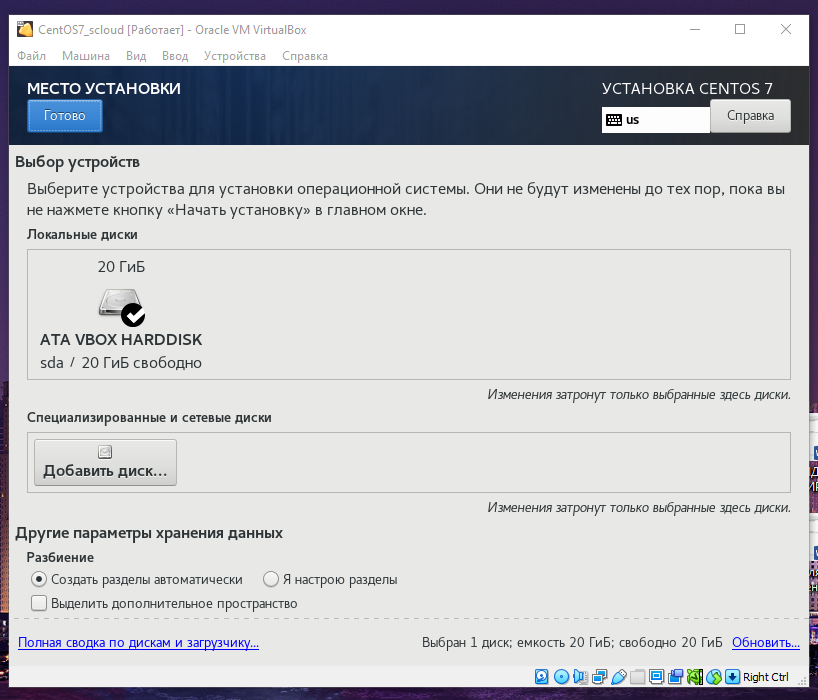 CentOS7_scloud [Работает] - Oracle VM VirtualBox
Файл Машина Вид Ввод Устройства Справка
МЕСТО УСТАНОВКИ
УСТАНОВКА CENTOS 7
Готово
us
Справка
Выбор устройств
Выберите устройства для установки операционной системы. Они не будут изменены до тех пор, пока вы
не нажмете кнопку «Начать установку» в главном окне.
Локальные диски
20 ГиБ
ATA VBOX HARDDISK
sda / 20 ГиБ свободно
Изменения затронут только выбранные здесь диски.
Специализированные и сетевые диски
Добавить диск...
Изменения затронут только выбранные здесь диски.
Другие параметры хранения данных
Разбиение
Создать разделы автоматически Я настрою разделы
Выделить дополнительное пространство
Полная сводка по дискам и загрузчику... Выбран 1 диск; емкость 20 ГиБ; свободно 20 ГиБ Обновить...
Right Ctrl